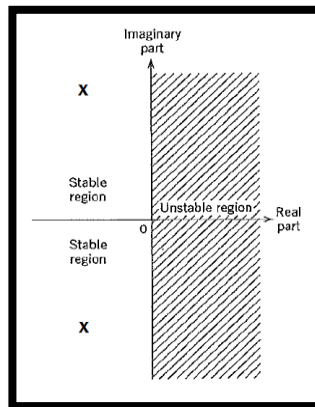 Imaginary
part
X
Stable
region
Unstable region
Real
part
0
Stable
region
X